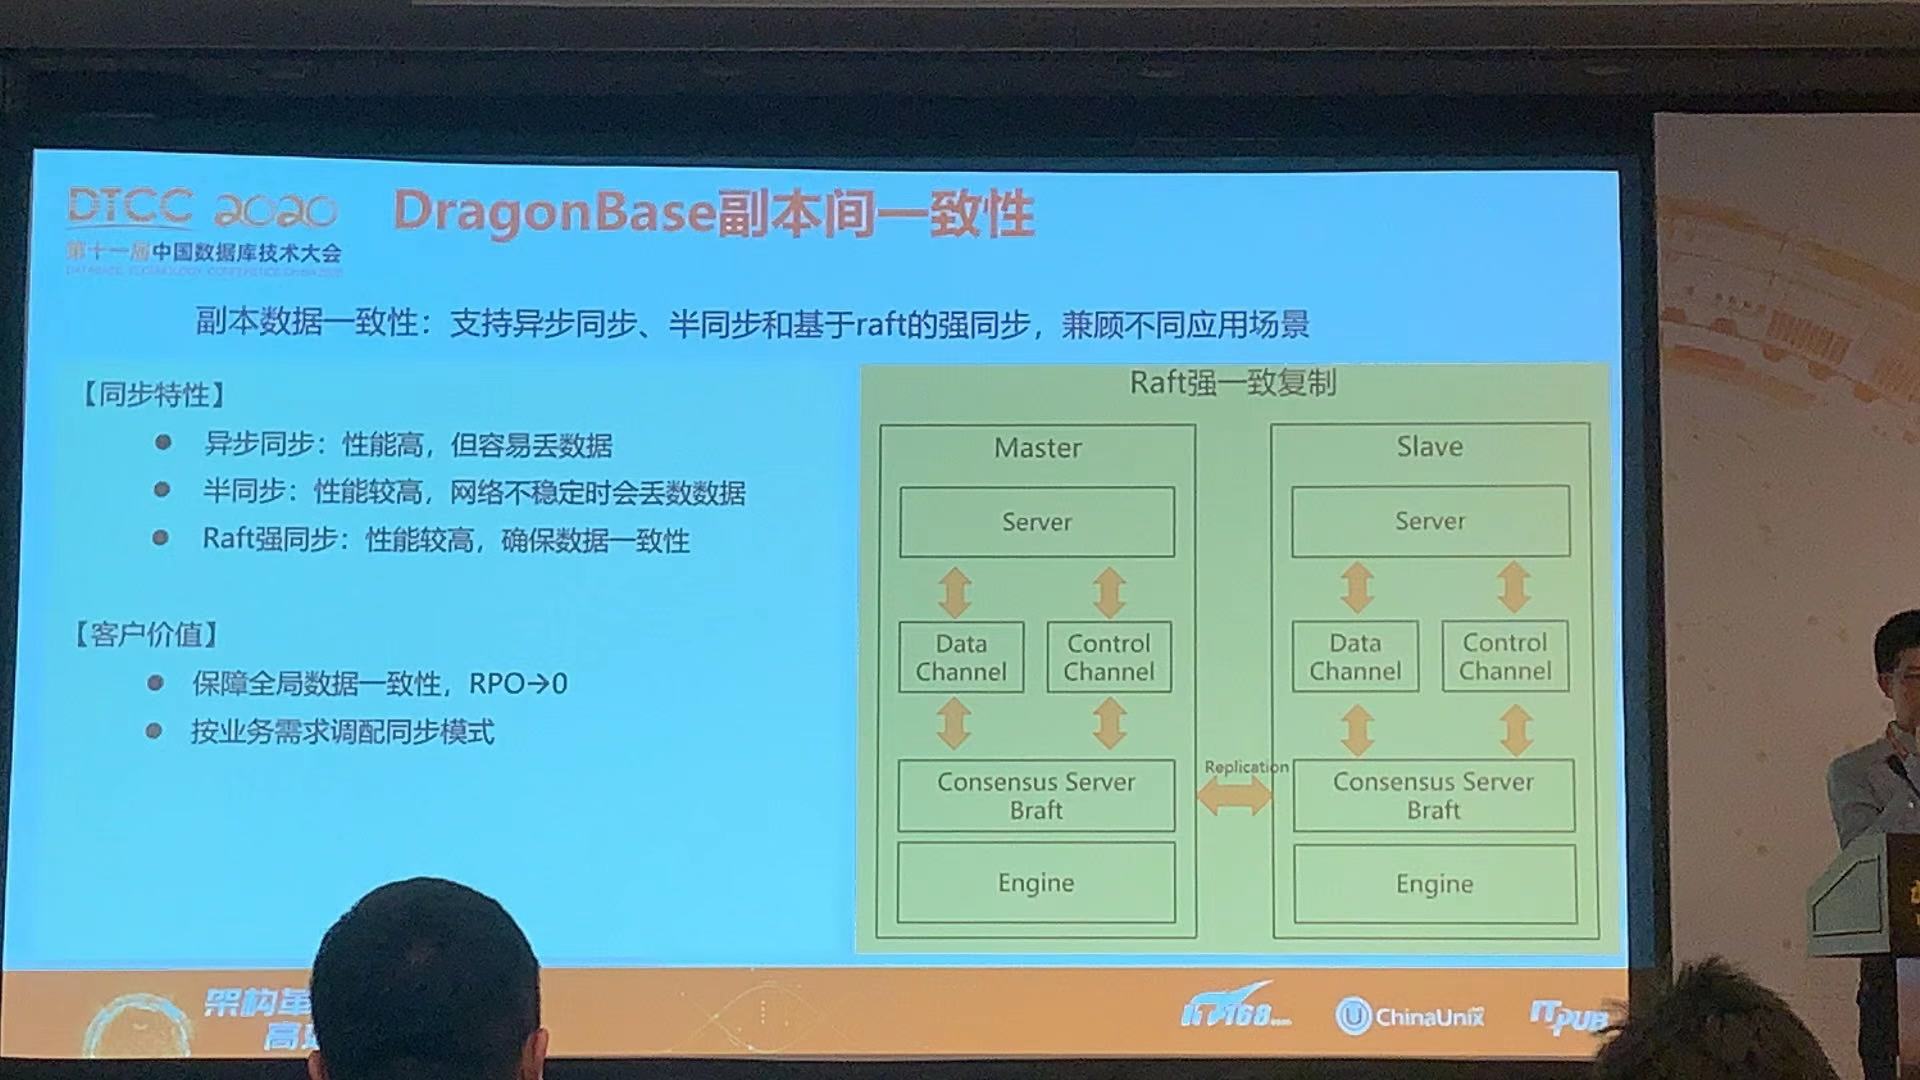 DTCC 2020
第十一届中国数据库技术大会
DATABASE TECHNOLOGY CONFERENCE CHINA 2020
DragonBase副本间一致性
副本数据一致性：支持异步同步、半同步和基于raft的强同步，兼顾不同应用场景
【同步特性】
● 异步同步：性能高，但容易丢数据
● 半同步：性能较高，网络不稳定时会丢数数据
● Raft强同步：性能较高，确保数据一致性
【客户价值】
● 保障全局数据一致性，RPO→0
● 按业务需求调配同步模式
Raft强一致复制
Master
Server
Data
Channel
Control
Channel
Consensus Server
Braft
Engine
Replication
Slave
Server
Data
Channel
Control
Channel
Consensus Server
Braft
Engine
架构革
高
IT168.com
ChinaUnix
ITPUB